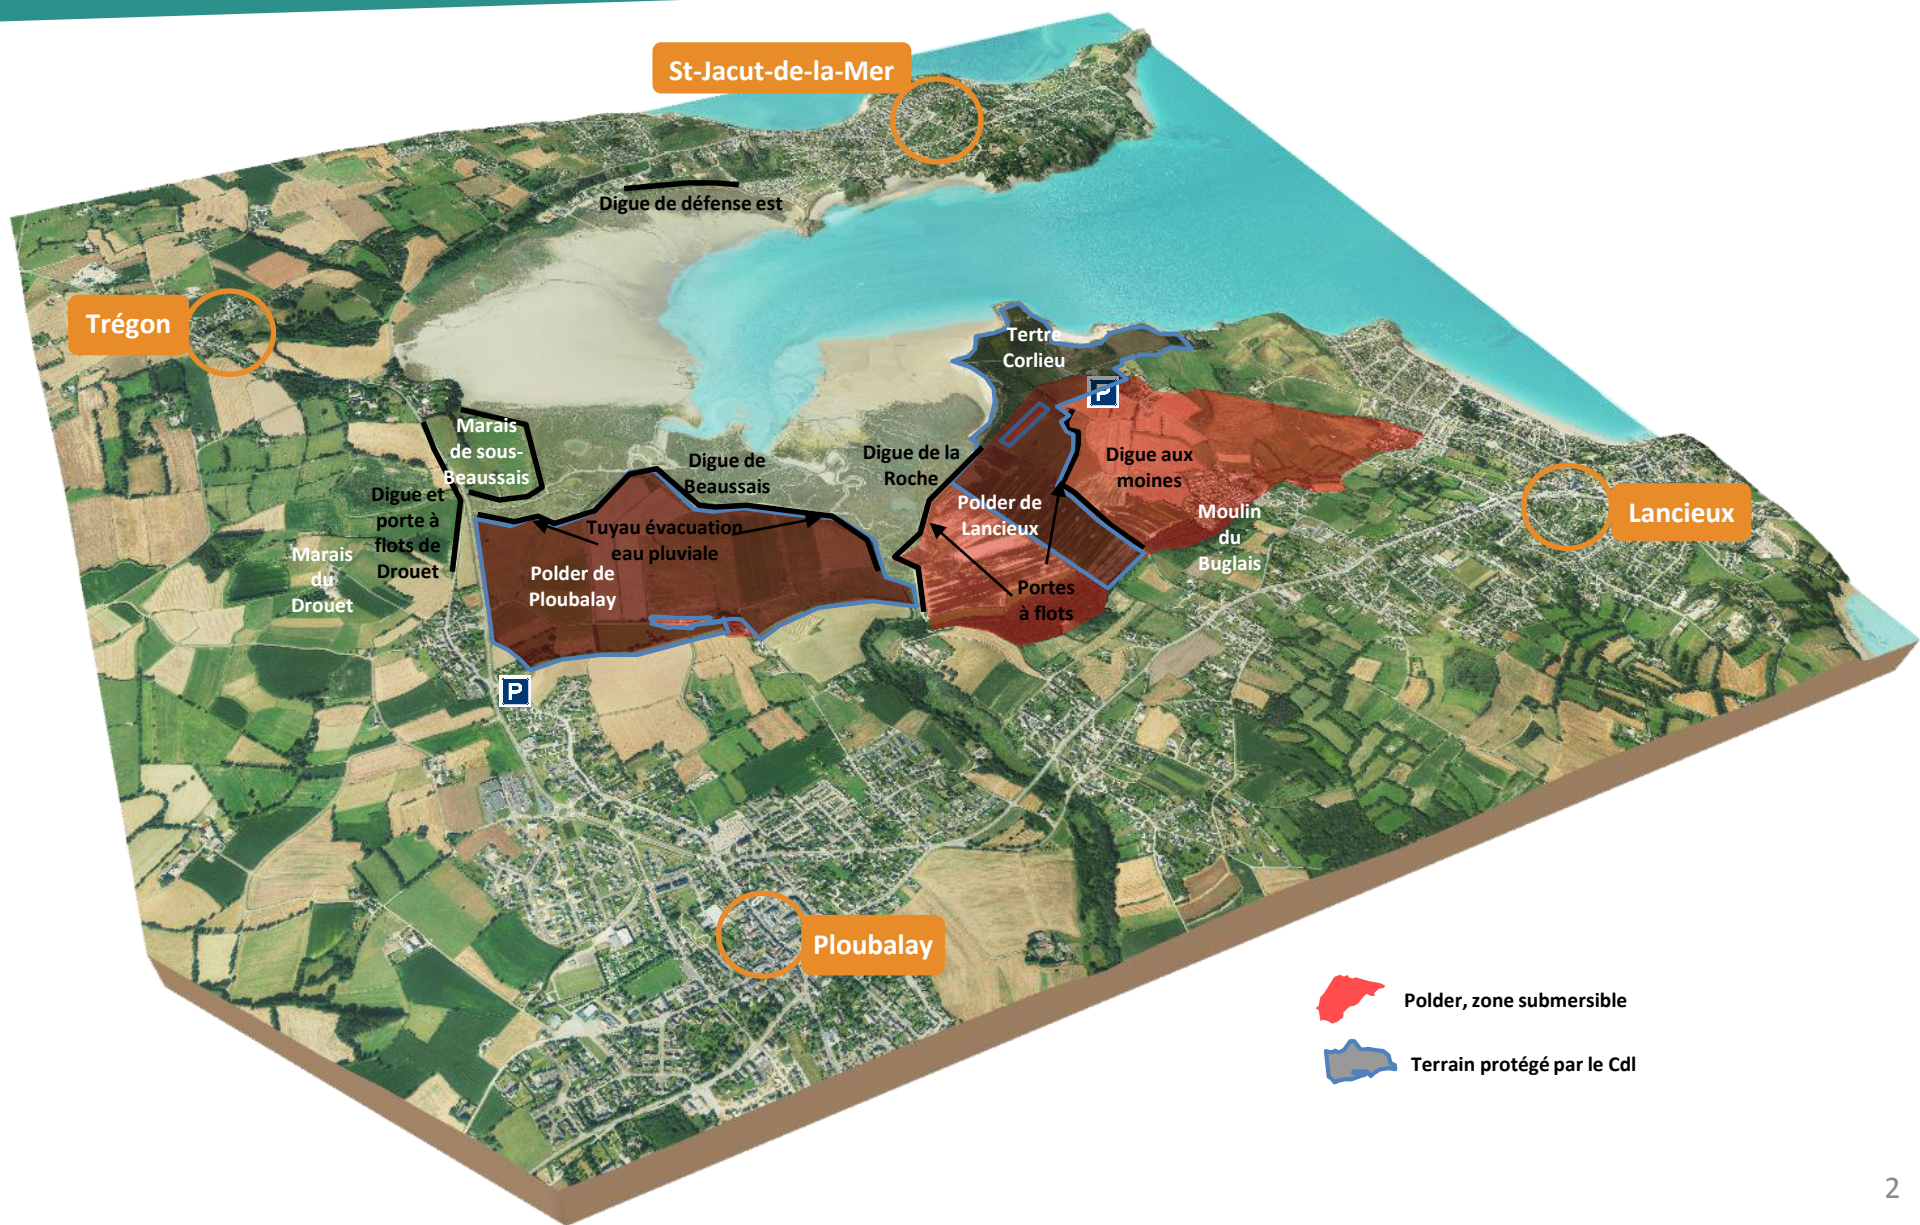 St-Jacut-de-la-Mer
Digue de défense est
Trégon
Tertre
Corlieu
P
Marais
de sous-
Beaussais
Digue de
Beaussais
Digue de la
Roche
Digue aux
moines
Digue et
porte à
flots de
Drouet
Polder de
Lancieux
Lancieux
Moulin
du
Buglais
Tuyau évacuation
eau pluviale
Marais
du
Drouet
Polder de
Ploubalay
Portes
à flots
P
Ploubalay
Polder, zone submersible
Terrain protégé par le Cdl
2